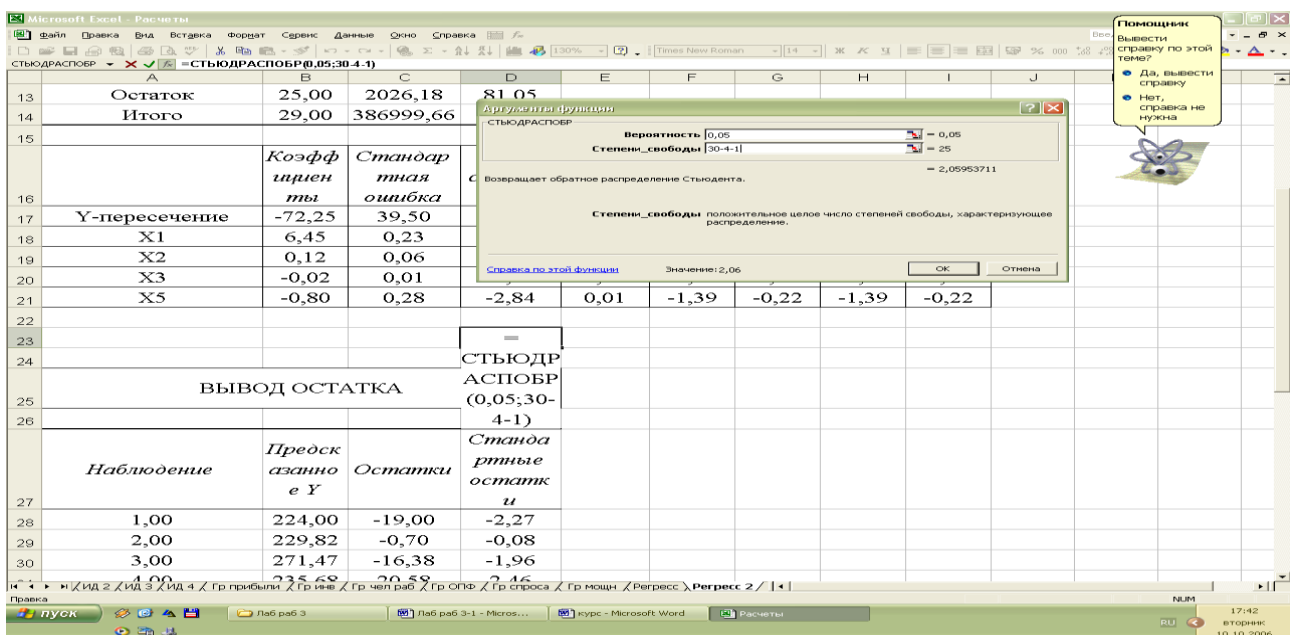 Microsoft Excel - Расчеты
Файл Правка Вид Вставка Формат Сервис Данные Окно Справка
130% Times New Roman 14
СТЬЮДРАСПОБР =СТЬЮДРАСПОБР(0,05;30-4-1)
A B C D E F G H I J
13 Остаток 25,00 2026,18 81,05
14 Итого 29,00 386999,66
15
16 Коэффициенты Стандартная ошибка
17 Y-пересечение -72,25 39,50
18 X1 6,45 0,23
19 X2 0,12 0,06
20 X3 -0,02 0,01
21 X5 -0,80 0,28 -2,84 0,01 -1,39 -0,22 -1,39 -0,22
22
23 =
24 СТЬЮДР
25 ВЫВОД ОСТАТКА АСПОБР
(0,05;30-
26 4-1)
27 Наблюдение Предсказанное Y Остатки Стандартные остатки
28 1,00 224,00 -19,00 -2,27
29 2,00 229,82 -0,70 -0,08
30 3,00 271,47 -16,38 -1,96
4,00 235,68 20,58 2,46
Аргументы функции
СТЬЮДРАСПОБР
Вероятность 0,05 = 0,05
Степени_свободы 30-4-1 = 25
= 2,05953711
Возвращает обратное распределение Стьюдента.
Степени_свободы положительное целое число степеней свободы, характеризующее
распределение.
Справка по этой функции Значение:2,06 OK Отмена
Помощник
Вывести
справку по этой
теме?
Да, вывести
справку
Нет,
справка не
нужна
ИД 2 ИД 3 ИД 4 Гр прибыли Гр инв Гр чел раб Гр ОПФ Гр спроса Гр мощн Регресс Регресс 2
Правка NUM
пуск Лаб раб 3 Лаб раб 3-1 - Micros... курс - Microsoft Word Расчеты RU 17:42
вторник
10.10.2006